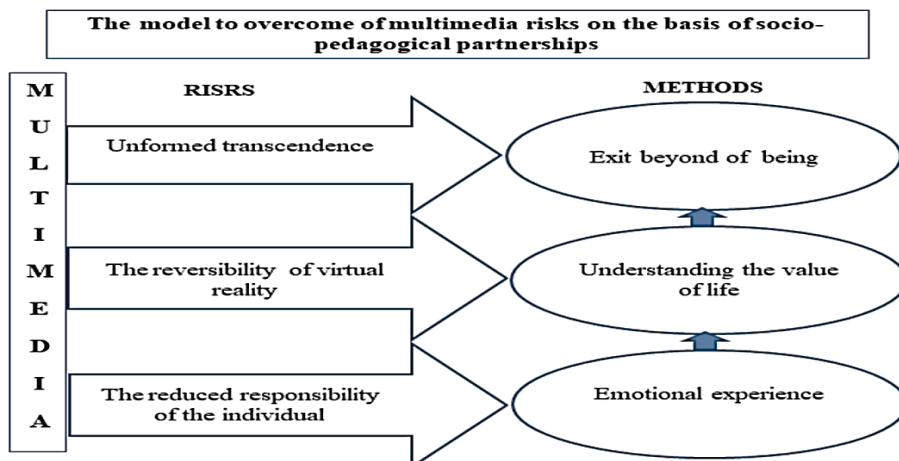 The model to overcome of multimedia risks on the basis of socio-
pedagogical partnerships
M
U
L
T
I
M
E
D
I
A
RISRS
METHODS
Unformed transcendence
Exit beyond of being
The reversibility of virtual
reality
Understanding the value
of life
The reduced responsibility
of the individual
Emotional experience